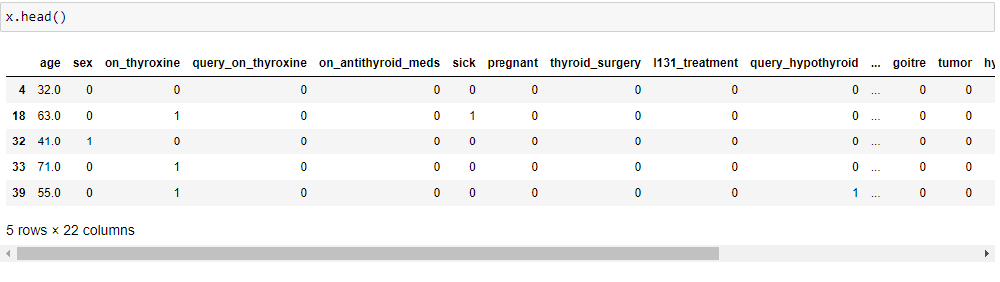 x.head()
age sex on_thyroxine query_on_thyroxine on_antithyroid_meds sick pregnant thyroid_surgery I131_treatment query_hypothyroid ... goitre tumor hy
4 32.0 0 0 0 0 0 0 0 0 0 ... 0 0
18 63.0 0 1 0 0 1 0 0 0 0 ... 0 0
32 41.0 1 0 0 0 0 0 0 0 0 ... 0 0
33 71.0 0 1 0 0 0 0 0 0 0 ... 0 0
39 55.0 0 1 0 0 0 0 0 0 1 ... 0 0
5 rows × 22 columns